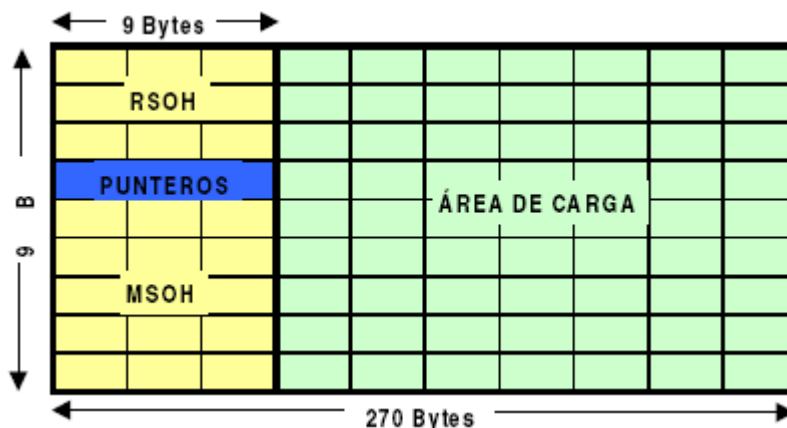 9 Bytes
RSOH
PUNTEROS
ÁREA DE CARGA
9 B
MSOH
270 Bytes